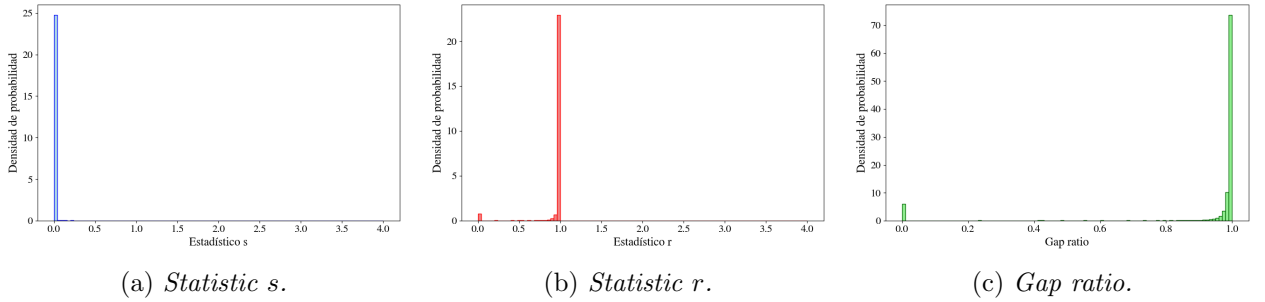 Densidad de probabilidad
25
20
15
10
5
0
0.0 0.5 1.0 1.5 2.0 2.5 3.0 3.5 4.0
Estadístico s
(a) Statistic s.
Densidad de probabilidad
20
15
10
5
0
0.0 0.5 1.0 1.5 2.0 2.5 3.0 3.5 4.0
Estadístico r
(b) Statistic r.
Densidad de probabilidad
70
60
50
40
30
20
10
0
0.0 0.2 0.4 0.6 0.8 1.0
Gap ratio
(c) Gap ratio.